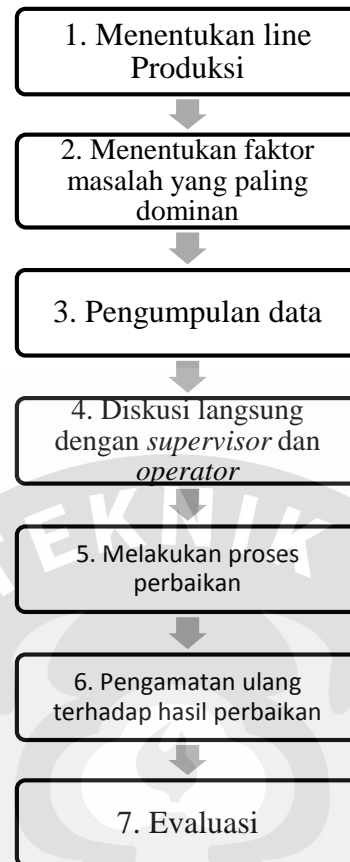 1. Menentukan line
Produksi
2. Menentukan faktor
masalah yang paling
dominan
3. Pengumpulan data
4. Diskusi langsung
dengan supervisor dan
operator
TEKNIK
5. Melakukan proses
perbaikan
6. Pengamatan ulang
terhadap hasil perbaikan
7. Evaluasi